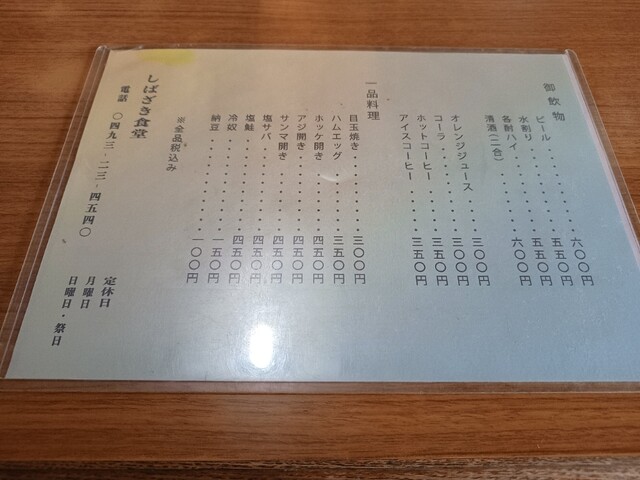 御飲物
ビール・・・・・・・・・・六〇〇円
水割り・・・・・・・・・・五五〇円
各酎ハイ・・・・・・・・・五五〇円
清酒(二合)・・・・・・・六〇〇円
オレンジジュース・・・・三〇〇円
コーラ・・・・・・・・・・三〇〇円
ホットコーヒー・・・・・三五〇円
アイスコーヒー・・・・・三五〇円
一品料理
目玉焼き・・・・・・・・・三〇〇円
ハムエッグ・・・・・・・・三五〇円
ホッケ開き・・・・・・・・四五〇円
アジ開き・・・・・・・・・四五〇円
サンマ開き・・・・・・・・四五〇円
塩サバ・・・・・・・・・・四五〇円
塩鮭・・・・・・・・・・・四五〇円
冷奴・・・・・・・・・・・一五〇円
納豆・・・・・・・・・・・一〇〇円
※全品税込み
しばざき食堂
電話 〇四九三-二三-四五四〇
定休日
月曜日
日曜日・祭日